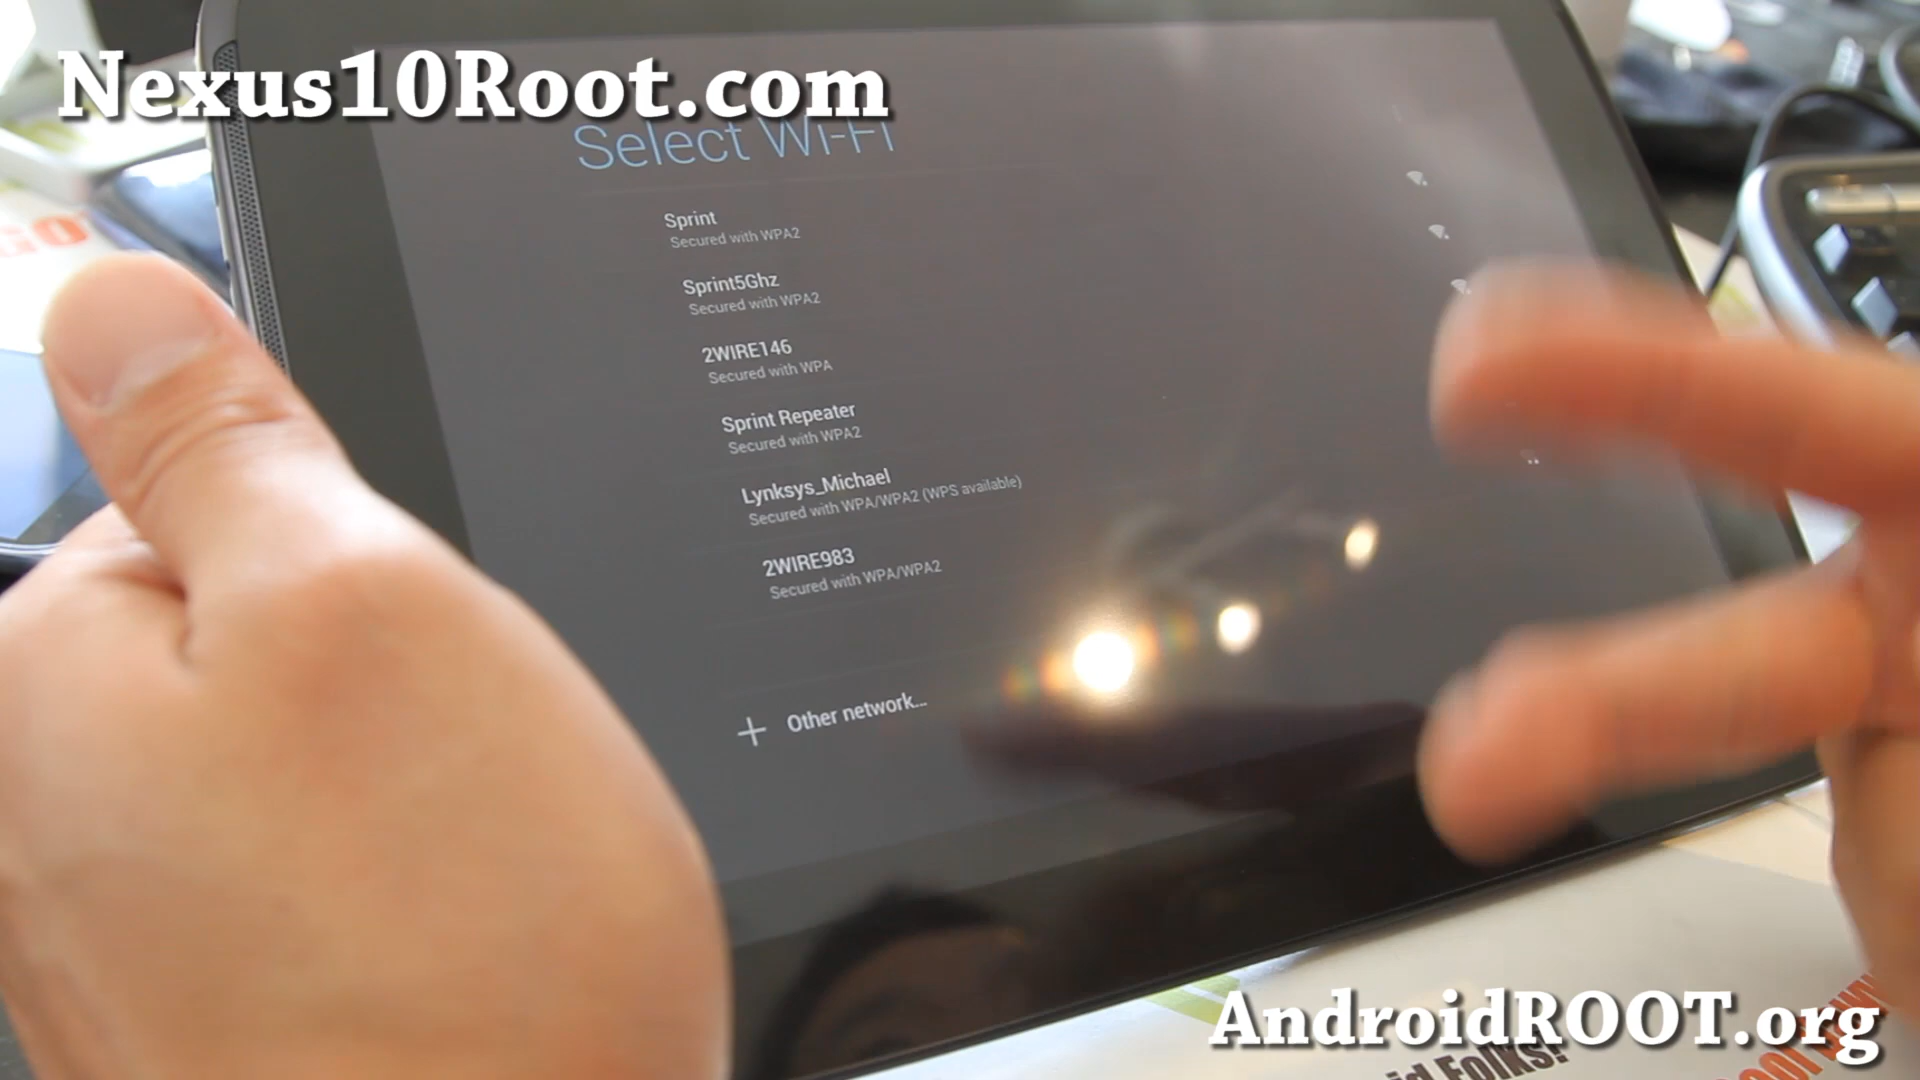 Nexus10Root.com
Select Wi-Fi
Sprint
Secured with WPA2
Sprint5Ghz
Secured with WPA2
2WIRE146
Secured with WPA
Sprint Repeater
Secured with WPA2
Lynksys_Michael
Secured with WPA/WPA2 (WPS available)
2WIRE983
Secured with WPA/WPA2
+ Other network...
AndroidROOT.org
Folks!